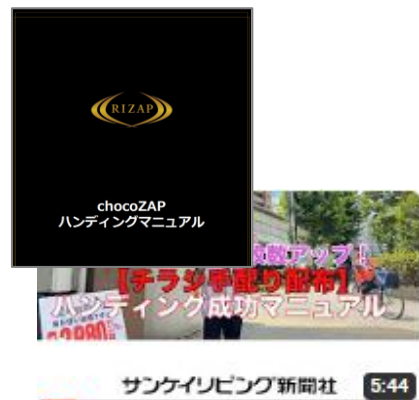 RIZAP
chocoZAP
ハンディングマニュアル
枚数アップ!
【チラシ手配り配布】
ハンディング成功マニュアル
2980
サンケイリビング新聞社
5:44